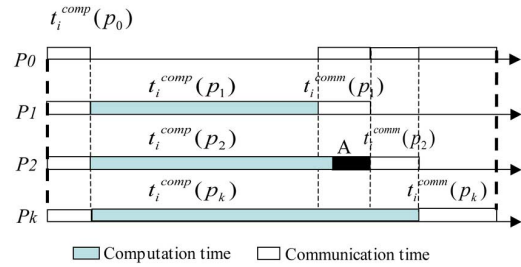 t_i^{comp}(p_0)
P0
t_i^{comp}(p_1) t_i^{comm}(p_1)
P1
t_i^{comp}(p_2) A t_i^{comm}(p_2)
P2
t_i^{comp}(p_k) t_i^{comm}(p_k)
Pk
Computation time Communication time